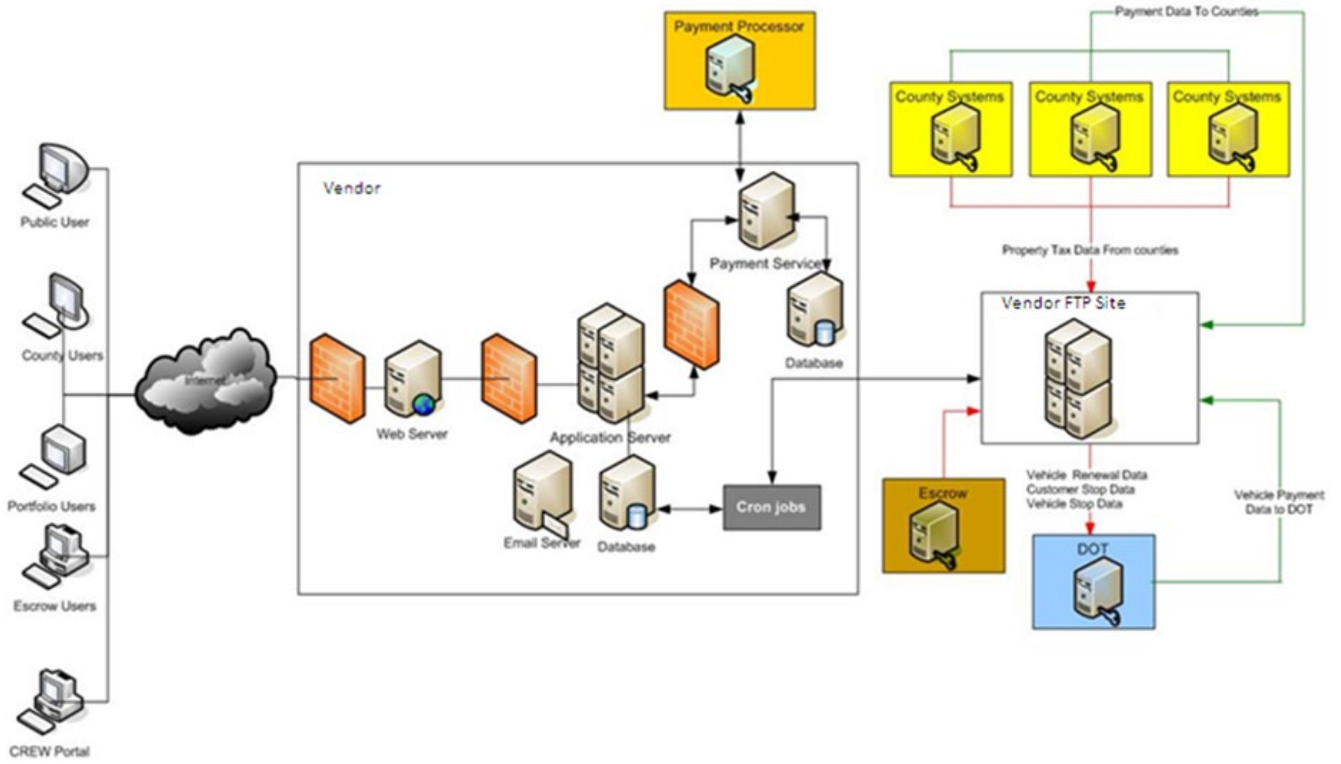 Payment Data To Counties
Payment Processor
County Systems
County Systems
County Systems
Public User
Vendor
Payment Service
Property Tax Data From counties
Vendor FTP Site
County Users
Internet
Database
Web Server
Application Server
Vehicle Renewal Data
Customer Stop Data
Vehicle Stop Data
Vehicle Payment
Data to DOT
Portfolio Users
Escrow
Cron jobs
Email Server
Database
DOT
Escrow Users
CREW Portal